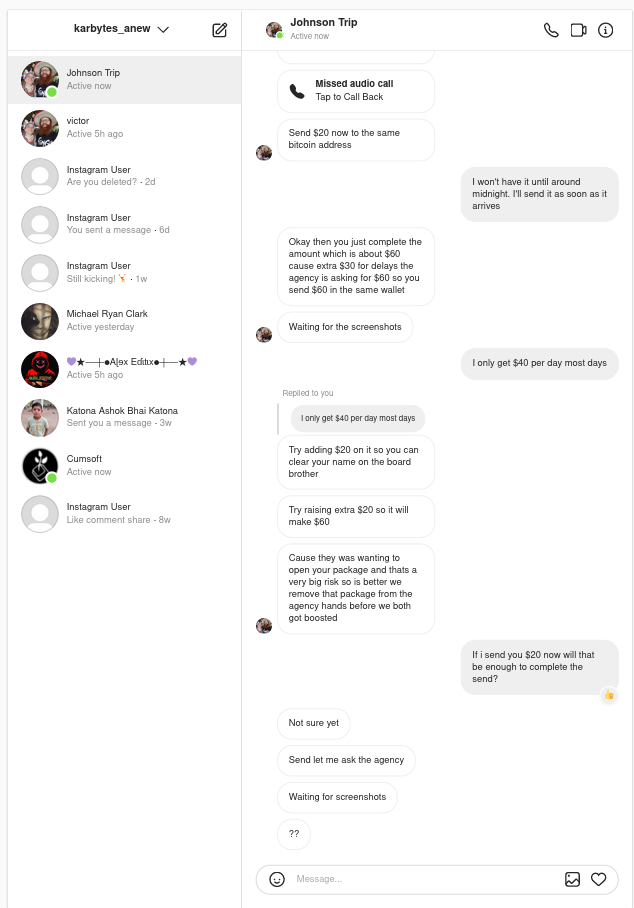 karbytes_anew
Johnson Trip
Active now
victor
Active 5h ago
Instagram User
Are you deleted? · 2d
Instagram User
You sent a message · 6d
Instagram User
Still kicking! · 1w
Michael Ryan Clark
Active yesterday
Active 5h ago
Katona Ashok Bhai Katona
Sent you a message · 3w
Cumsoft
Active now
Instagram User
Like comment share · 8w
Johnson Trip
Active now
Missed audio call
Tap to Call Back
Send $20 now to the same
bitcoin address
I won't have it until around
midnight. I'll send it as soon as it
arrives
Okay then you just complete the
amount which is about $60
cause extra $30 for delays the
agency is asking for $60 so you
send $60 in the same wallet
Waiting for the screenshots
I only get $40 per day most days
Replied to you
I only get $40 per day most days
Try adding $20 on it so you can
clear your name on the board
brother
Try raising extra $20 so it will
make $60
Cause they was wanting to
open your package and thats a
very big risk so is better we
remove that package from the
agency hands before we both
got boosted
If i send you $20 now will that
be enough to complete the
send?
Not sure yet
Send let me ask the agency
Waiting for screenshots
??
Message...